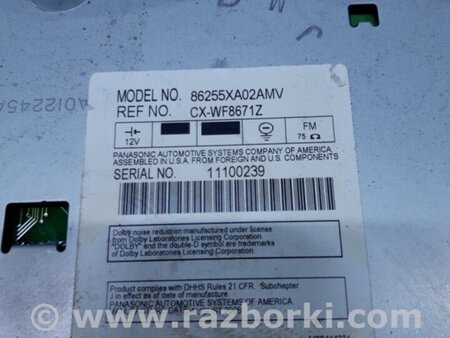 MODEL NO. 86255XA02AMV
REF NO. CX-WF8671Z
12V
FM
75 Ω
PANASONIC AUTOMOTIVE SYSTEMS COMPANY OF AMERICA
ASSEMBLED IN U.S.A. FROM FOREIGN AND U.S. PARTS
SERIAL NO. 11100239
Dolby noise reduction manufactured under license
from Dolby Laboratories Licensing Corporation.
"DOLBY" and the double-D symbol are trademarks
of Dolby Laboratories Licensing Corporation.
Product complies with DHHS Rules 21 CFR. Subchapter
J in effect as of date of manufacture
PANASONIC AUTOMOTIVE SYSTEMS OF AMERICA
www.razborki.com